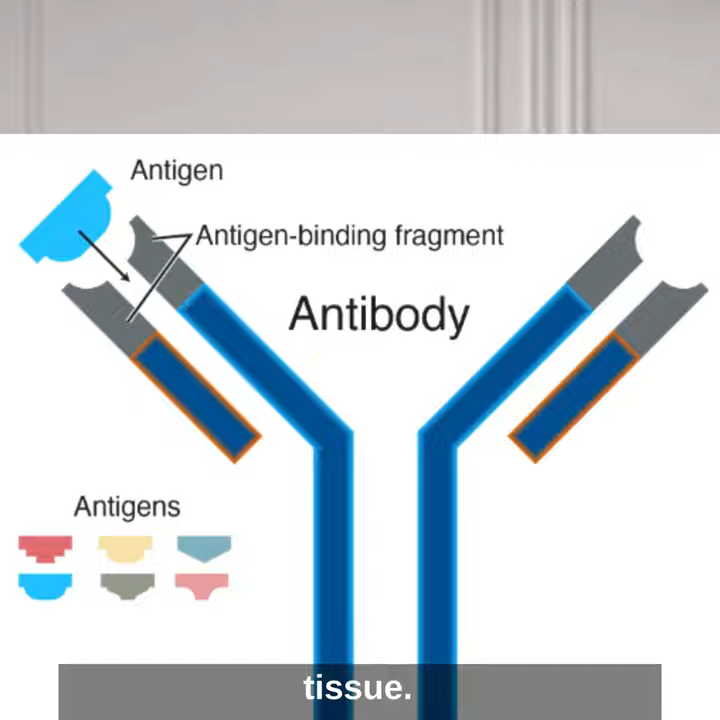 Antigen
Antigen-binding fragment
Antibody
Antigens
tissue.